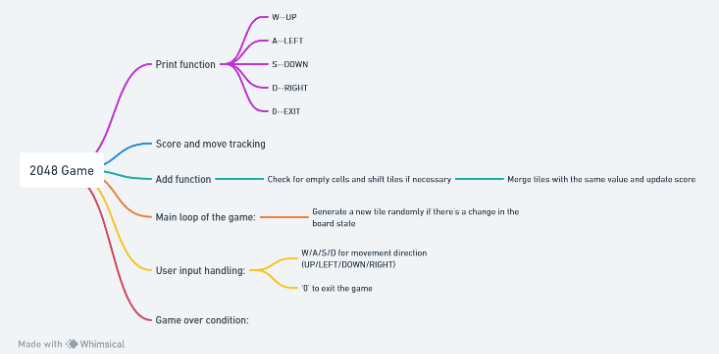 W--UP
A--LEFT
S--DOWN
D--RIGHT
0--EXIT
Print function
Score and move tracking
2048 Game
Add function
Check for empty cells and shift tiles if necessary
Merge tiles with the same value and update score
Main loop of the game:
Generate a new tile randomly if there's a change in the
board state
User input handling:
W/A/S/D for movement direction
(UP/LEFT/DOWN/RIGHT)
'0' to exit the game
Game over condition:
Made with Whimsical